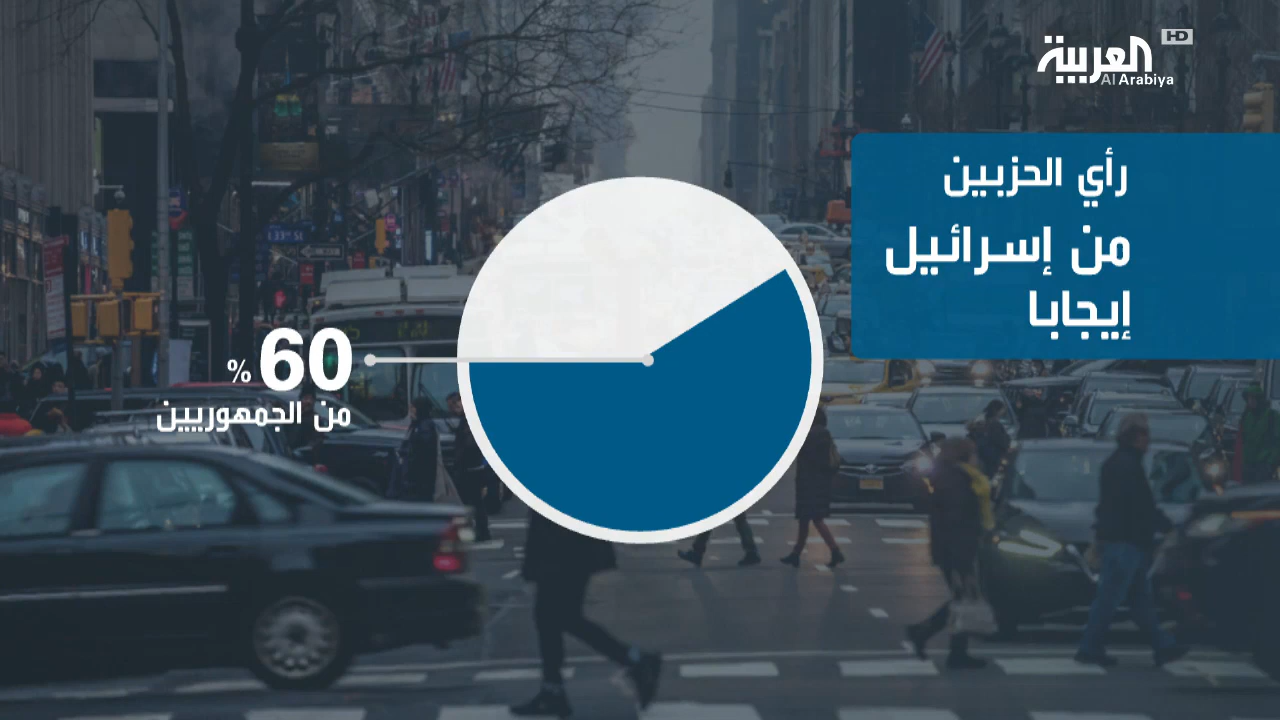 العربية HD
Al Arabiya
رأي الحزبين
من إسرائيل
إيجابا
60 %
من الجمهوريين